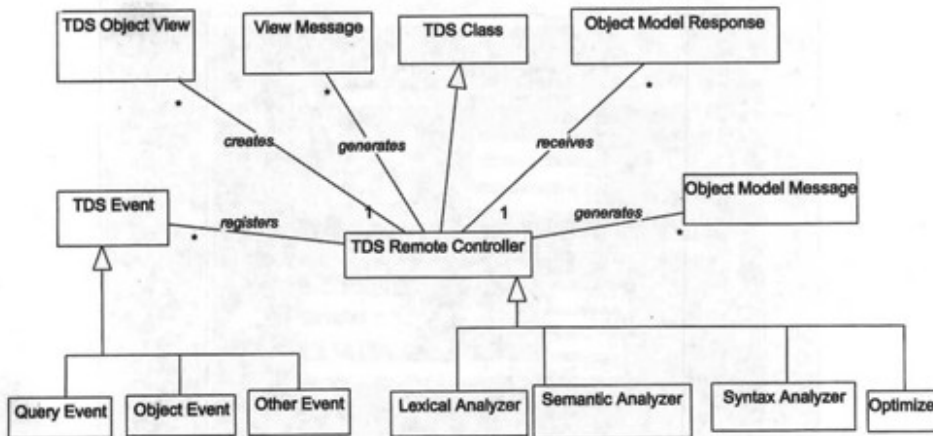 TDS Object View
View Message
TDS Class
Object Model Response
*
*
*
creates
generates
receives
Object Model Message
TDS Event
registers
*
1
1
generates
*
TDS Remote Controller
Query Event
Object Event
Other Event
Lexical Analyzer
Semantic Analyzer
Syntax Analyzer
Optimize